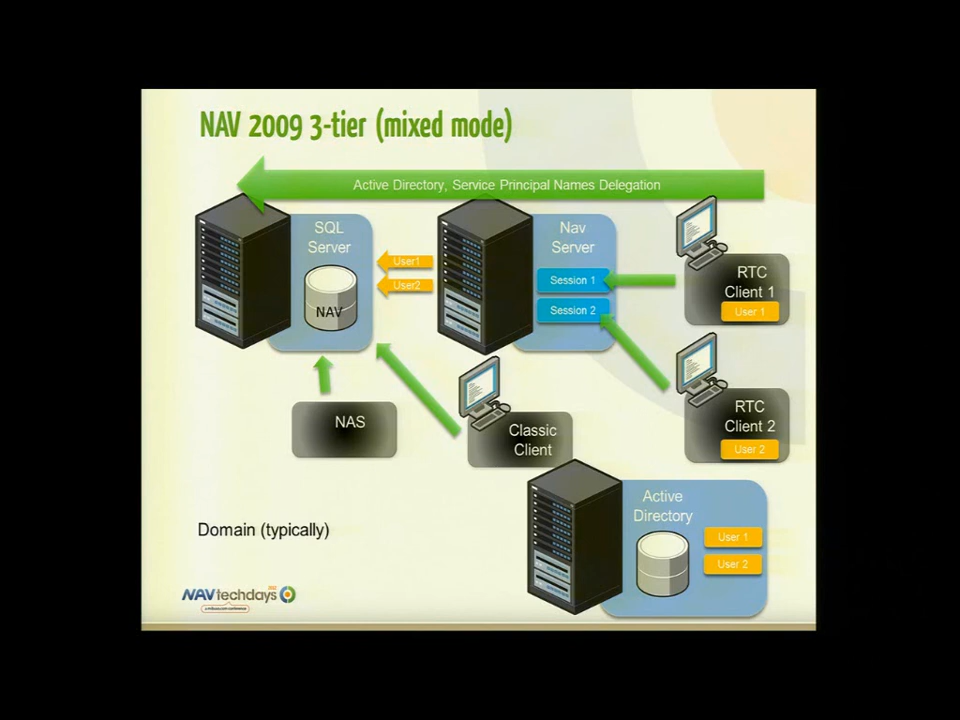 NAV 2009 3-tier (mixed mode)
Active Directory, Service Principal Names Delegation
SQL
Server
NAV
User1
User2
Nav
Server
Session 1
Session 2
RTC
Client 1
User 1
RTC
Client 2
User 2
NAS
Classic
Client
Active
Directory
User 1
User 2
Domain (typically)
NAVtechdays